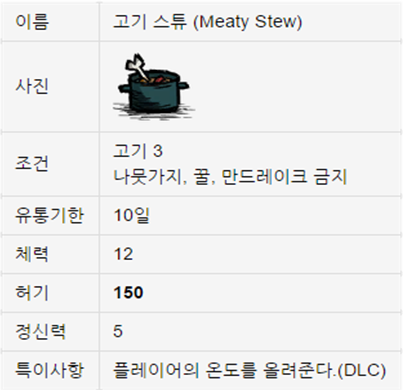 이름 고기 스튜 (Meaty Stew)
사진
조건 고기 3
나뭇가지, 꿀, 만드레이크 금지
유통기한 10일
체력 12
허기 150
정신력 5
특이사항 플레이어의 온도를 올려준다.(DLC)